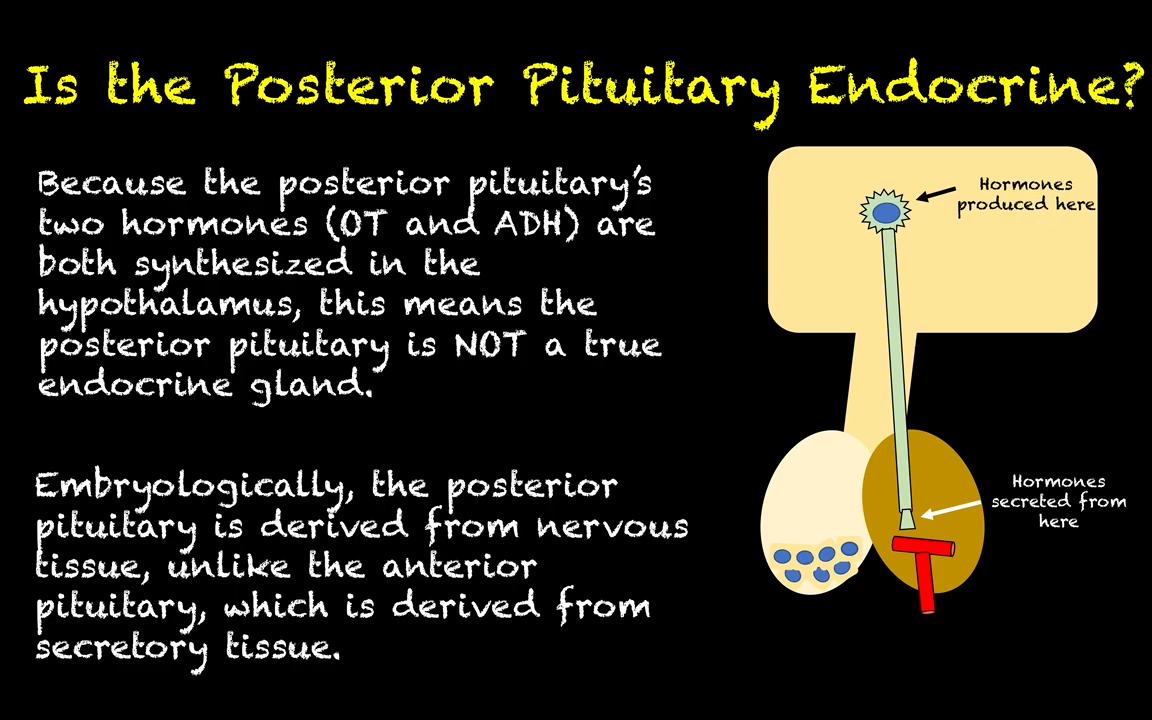 Is the Posterior Pituitary Endocrine?
Because the posterior pituitary's
two hormones (OT and ADH) are
both synthesized in the
hypothalamus, this means the
posterior pituitary is NOT a true
endocrine gland.
Embryologically, the posterior
pituitary is derived from nervous
tissue, unlike the anterior
pituitary, which is derived from
secretory tissue.
Hormones
produced here
Hormones
secreted from
here